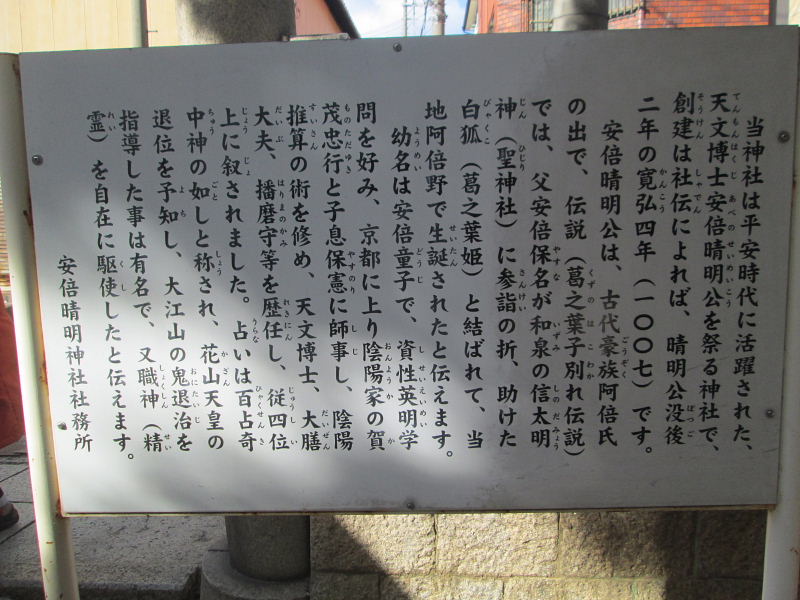 当神社は平安時代に活躍された、
天文博士安倍晴明公を祭る神社で、
創建は社伝によれば、晴明公没後
二年の寛弘四年（一〇〇七）です。
安倍晴明公は、古代豪族阿倍氏
の出で、伝説（葛之葉子別れ伝説）
では、父安倍保名が和泉の信太明
神（聖神社）に参詣の折、助けた
白狐（葛之葉姫）と結ばれて、当
地阿倍野で生誕されたと伝えます。
幼名は安倍童子で、資性英明学
問を好み、京都に上り陰陽家の賀
茂忠行と子息保憲に師事し、陰陽
推算の術を修め、天文博士、大膳
大夫、播磨守等を歴任し、従四位
上に叙されました。占いは百占奇
中神の如しと称され、花山天皇の
退位を予知し、大江山の鬼退治を
指導した事は有名で、又職神（精
霊）を自在に駆使したと伝えます。
安倍晴明神社社務所